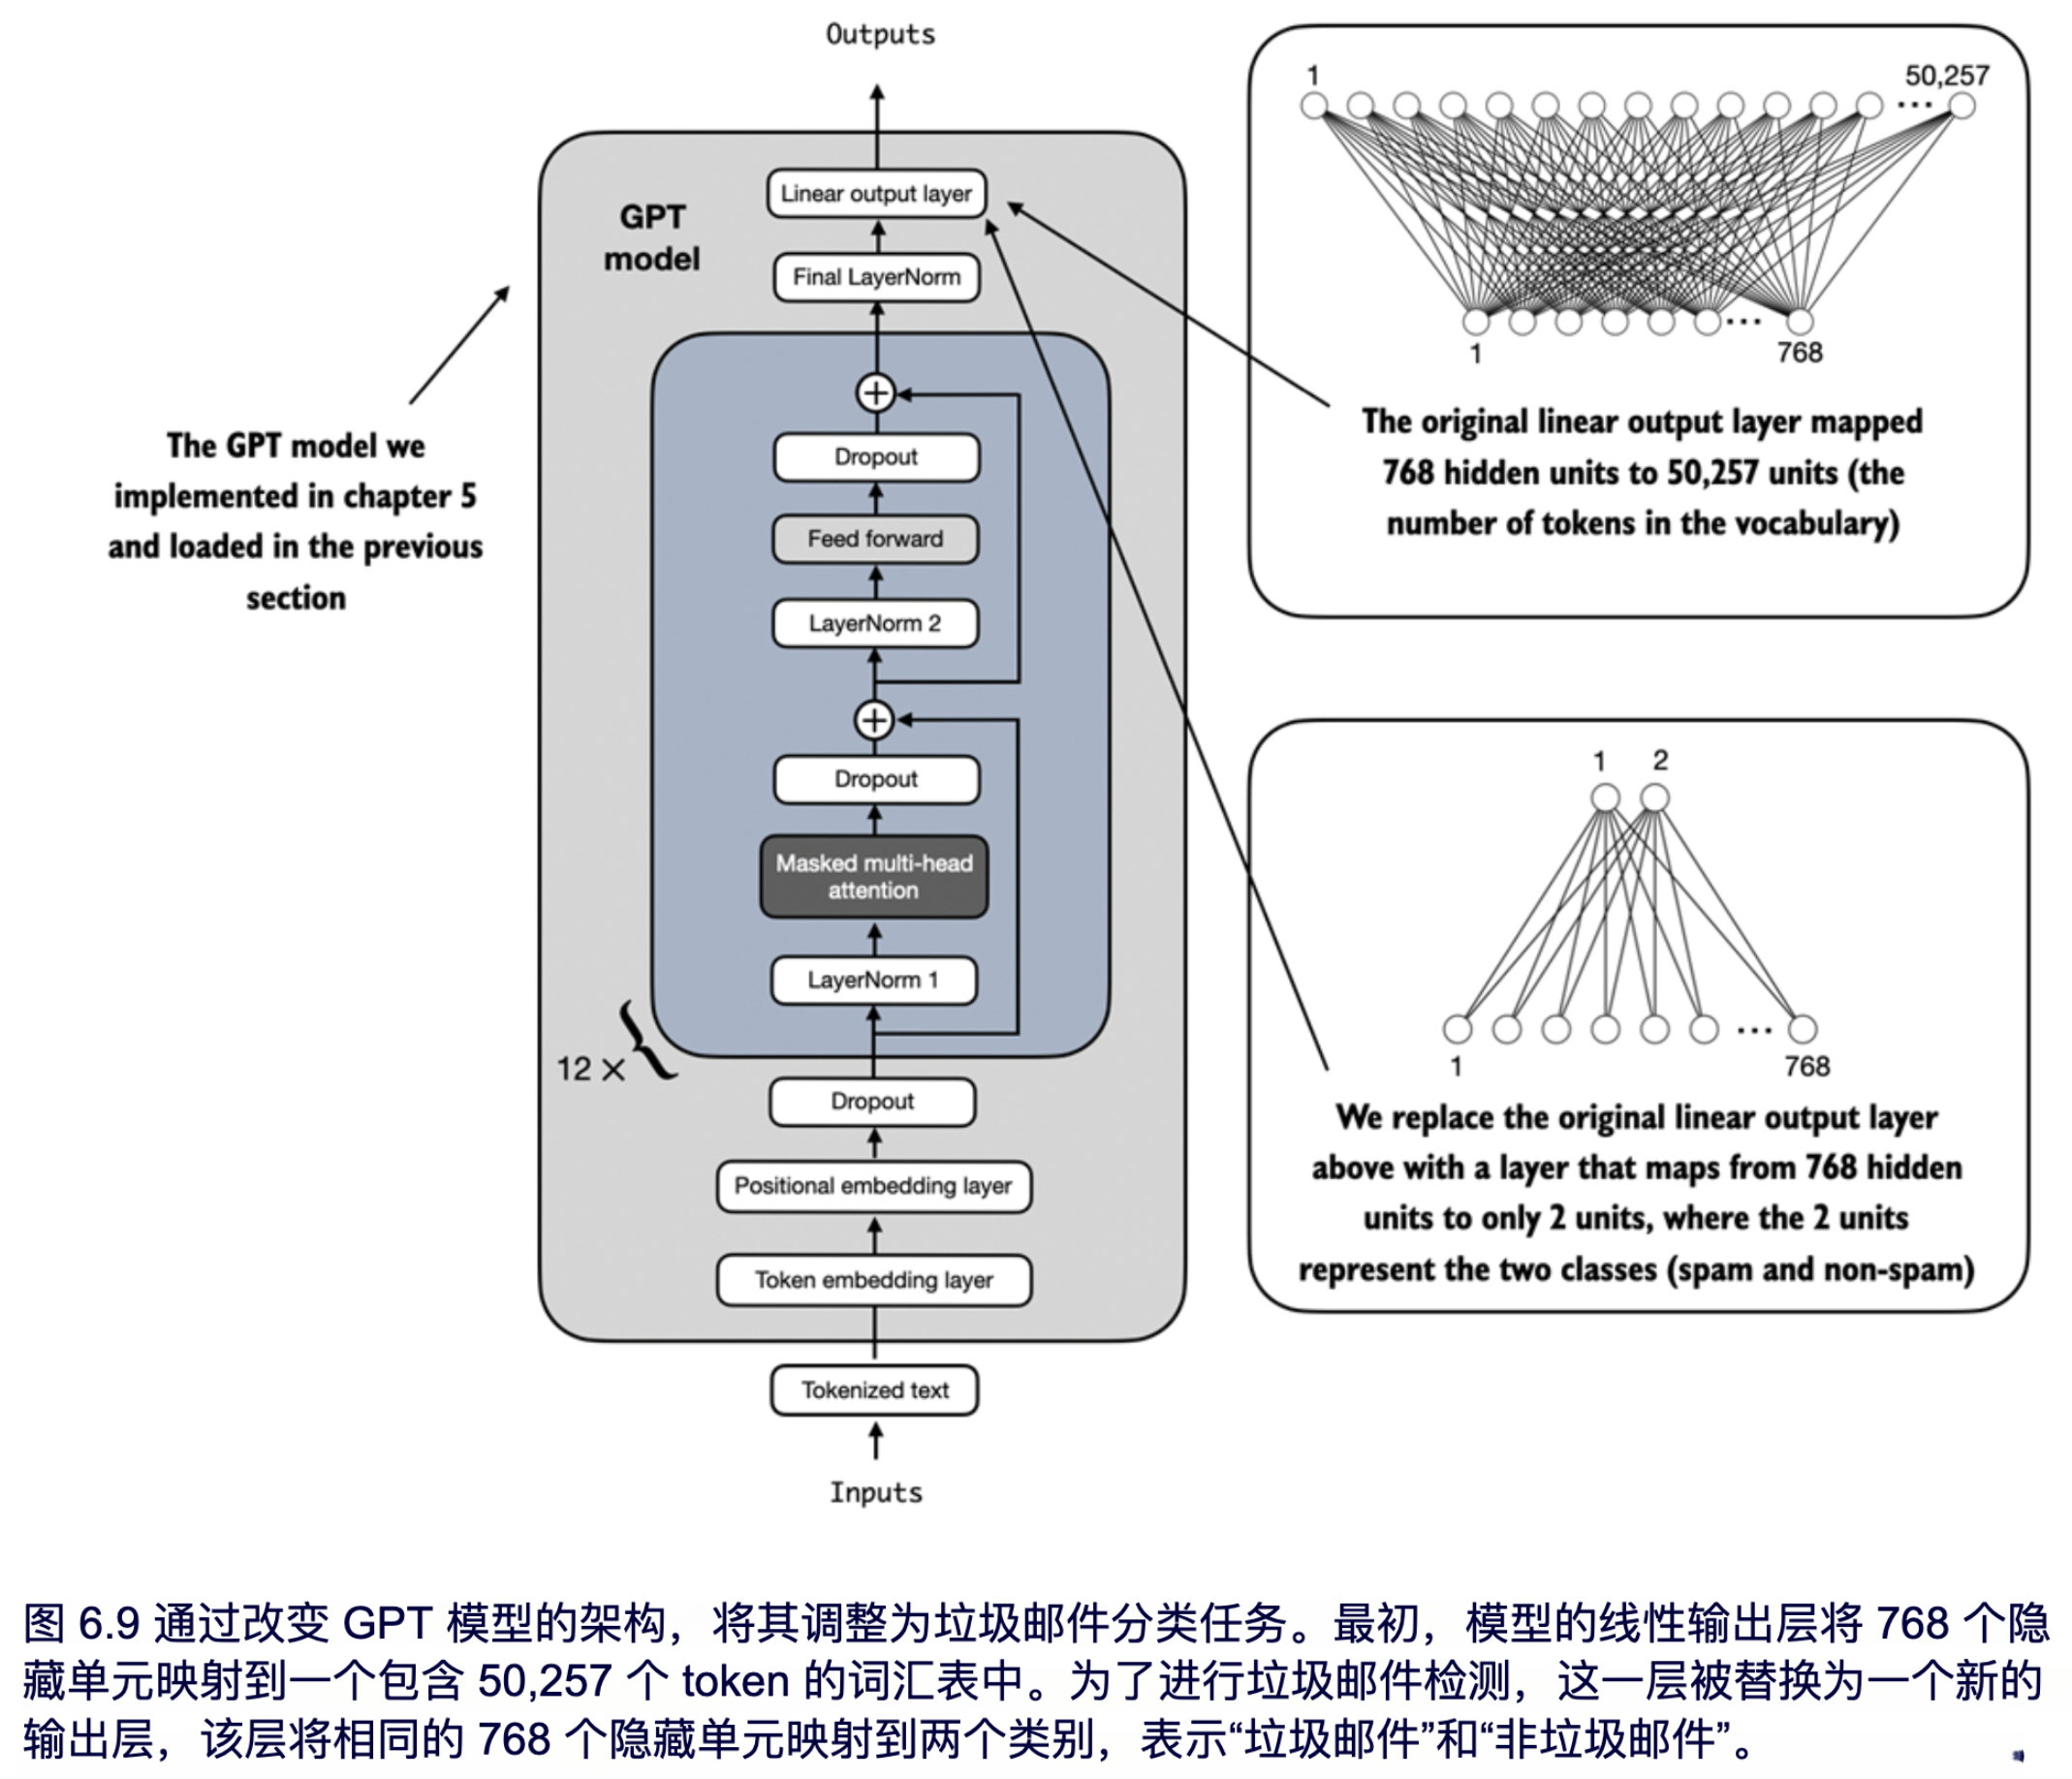 Outputs
GPT
model
Linear output layer
Final LayerNorm
Dropout
Feed forward
LayerNorm 2
Dropout
Masked multi-head
attention
LayerNorm 1
12 ×
Dropout
Positional embedding layer
Token embedding layer
Tokenized text
Inputs
The GPT model we
implemented in chapter 5
and loaded in the previous
section
1
50,257
1
768
The original linear output layer mapped
768 hidden units to 50,257 units (the
number of tokens in the vocabulary)
1 2
1
768
We replace the original linear output layer
above with a layer that maps from 768 hidden
units to only 2 units, where the 2 units
represent the two classes (spam and non-spam)
图 6.9 通过改变 GPT 模型的架构，将其调整为垃圾邮件分类任务。最初，模型的线性输出层将 768 个隐
藏单元映射到一个包含 50,257 个 token 的词汇表中。为了进行垃圾邮件检测，这一层被替换为一个新的
输出层，该层将相同的 768 个隐藏单元映射到两个类别，表示“垃圾邮件”和“非垃圾邮件”。